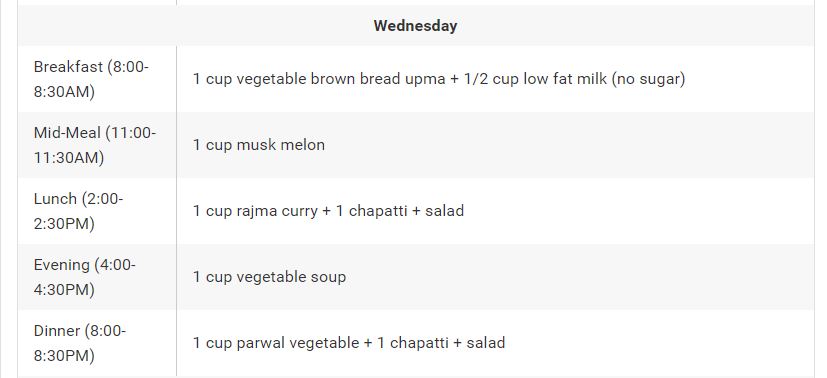 Wednesday
Breakfast (8:00-
8:30AM)
1 cup vegetable brown bread upma + 1/2 cup low fat milk (no sugar)
Mid-Meal (11:00-
11:30AM)
1 cup musk melon
Lunch (2:00-
2:30PM)
1 cup rajma curry + 1 chapatti + salad
Evening (4:00-
4:30PM)
1 cup vegetable soup
Dinner (8:00-
8:30PM)
1 cup parwal vegetable + 1 chapatti + salad